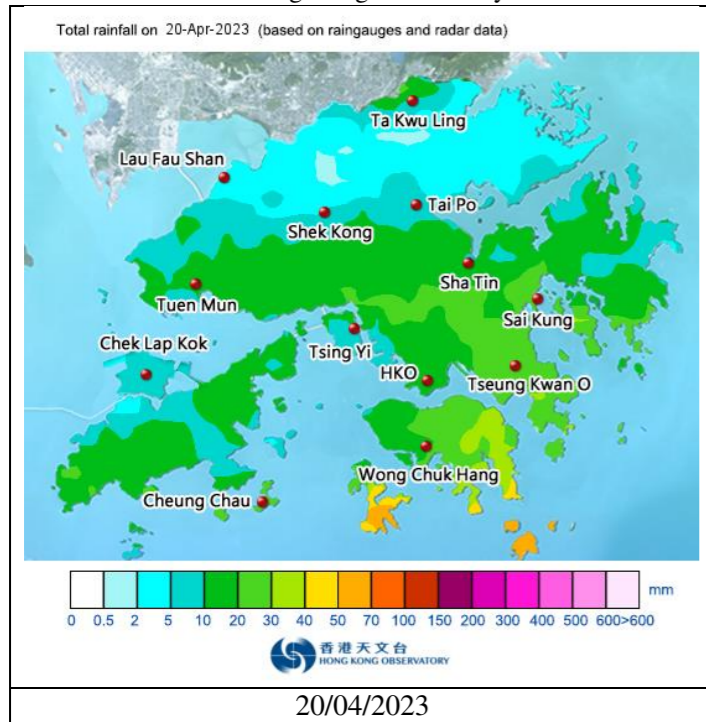 Total rainfall on 20-Apr-2023 (based on raingauges and radar data)
Ta Kwu Ling
Lau Fau Shan
Tai Po
Shek Kong
Sha Tin
Tuen Mun
Sai Kung
Chek Lap Kok
Tsing Yi
HKO
Tseung Kwan O
Wong Chuk Hang
Cheung Chau
mm
0 0.5 2 5 10 20 30 40 50 70 100 150 200 300 400 500 600>600
香港天文台
HONG KONG OBSERVATORY
20/04/2023